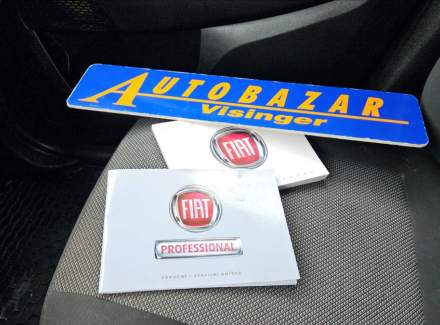 AUTOBAZAR
Visinger
FIAT
FIAT
PROFESSIONAL